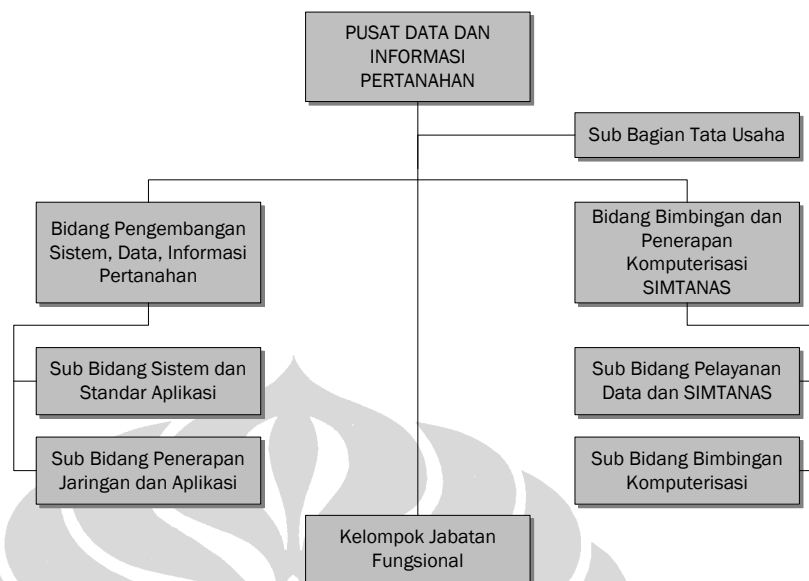 PUSAT DATA DAN
INFORMASI
PERTANAHAN
Sub Bagian Tata Usaha
Bidang Pengembangan
Sistem, Data, Informasi
Pertanahan
Bidang Bimbingan dan
Penerapan
Komputerisasi
SIMTANAS
Sub Bidang Sistem dan
Standar Aplikasi
Sub Bidang Pelayanan
Data dan SIMTANAS
Sub Bidang Penerapan
Jaringan dan Aplikasi
Sub Bidang Bimbingan
Komputerisasi
Kelompok Jabatan
Fungsional